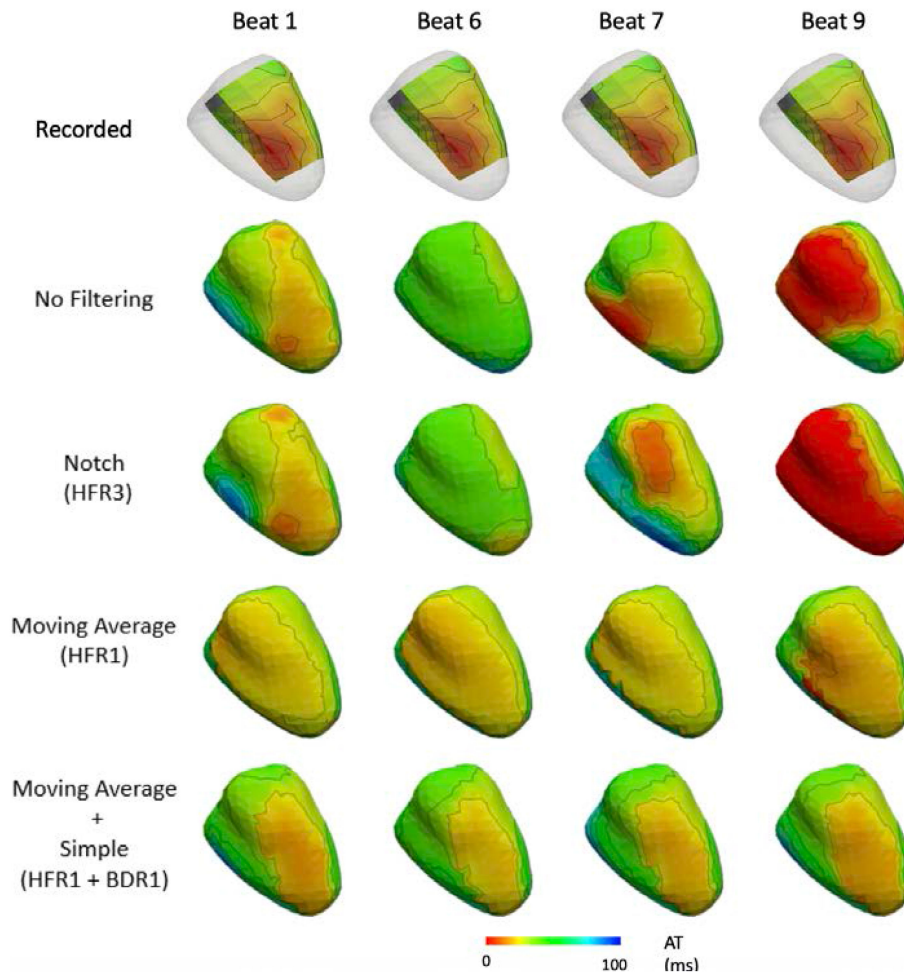 Beat 1 Beat 6 Beat 7 Beat 9
Recorded
No Filtering
Notch
(HFR3)
Moving Average
(HFR1)
Moving Average
+
Simple
(HFR1 + BDR1)
AT
0 100 (ms)